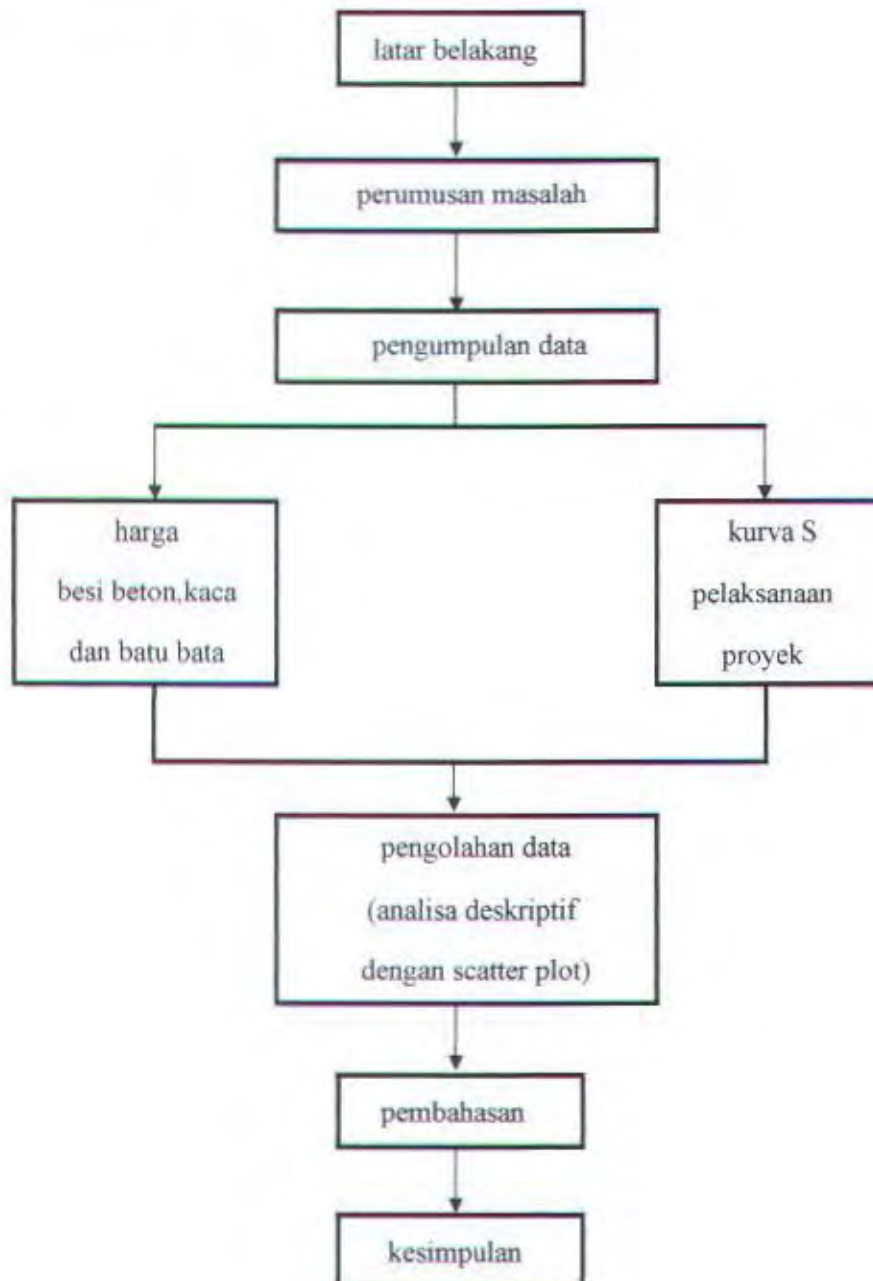 latar belakang
perumusan masalah
pengumpulan data
harga
besi beton,kaca
dan batu bata
kurva S
pelaksanaan
proyek
pengolahan data
(analisa deskriptif
dengan scatter plot)
pembahasan
kesimpulan